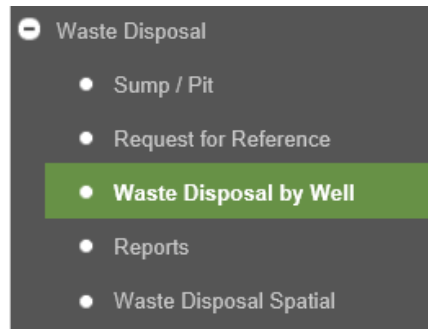 Waste Disposal
Sump / Pit
Request for Reference
Waste Disposal by Well
Reports
Waste Disposal Spatial